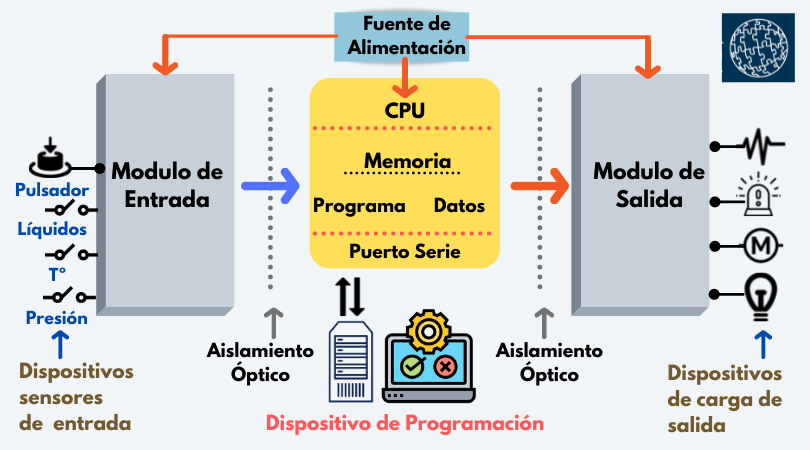 Fuente de
Alimentación
CPU
Memoria
Programa Datos
Puerto Serie
Modulo de
Entrada
Modulo de
Salida
Pulsador
Líquidos
Tº
Presión
Dispositivos
sensores
de entrada
Aislamiento
Óptico
Aislamiento
Óptico
Dispositivo de Programación
M
Dispositivos
de carga de
salida